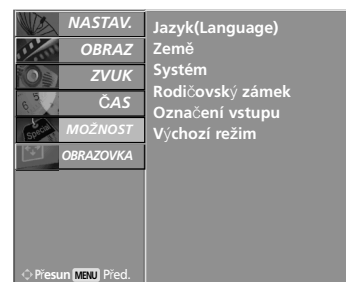 NASTAV.
OBRAZ
ZVUK
ČAS
MOŽNOST
OBRAZOVKA
Jazyk(Language)
Země
Systém
Rodičovský zámek
Označení vstupu
Výchozí režim
Přesun MENU Před.